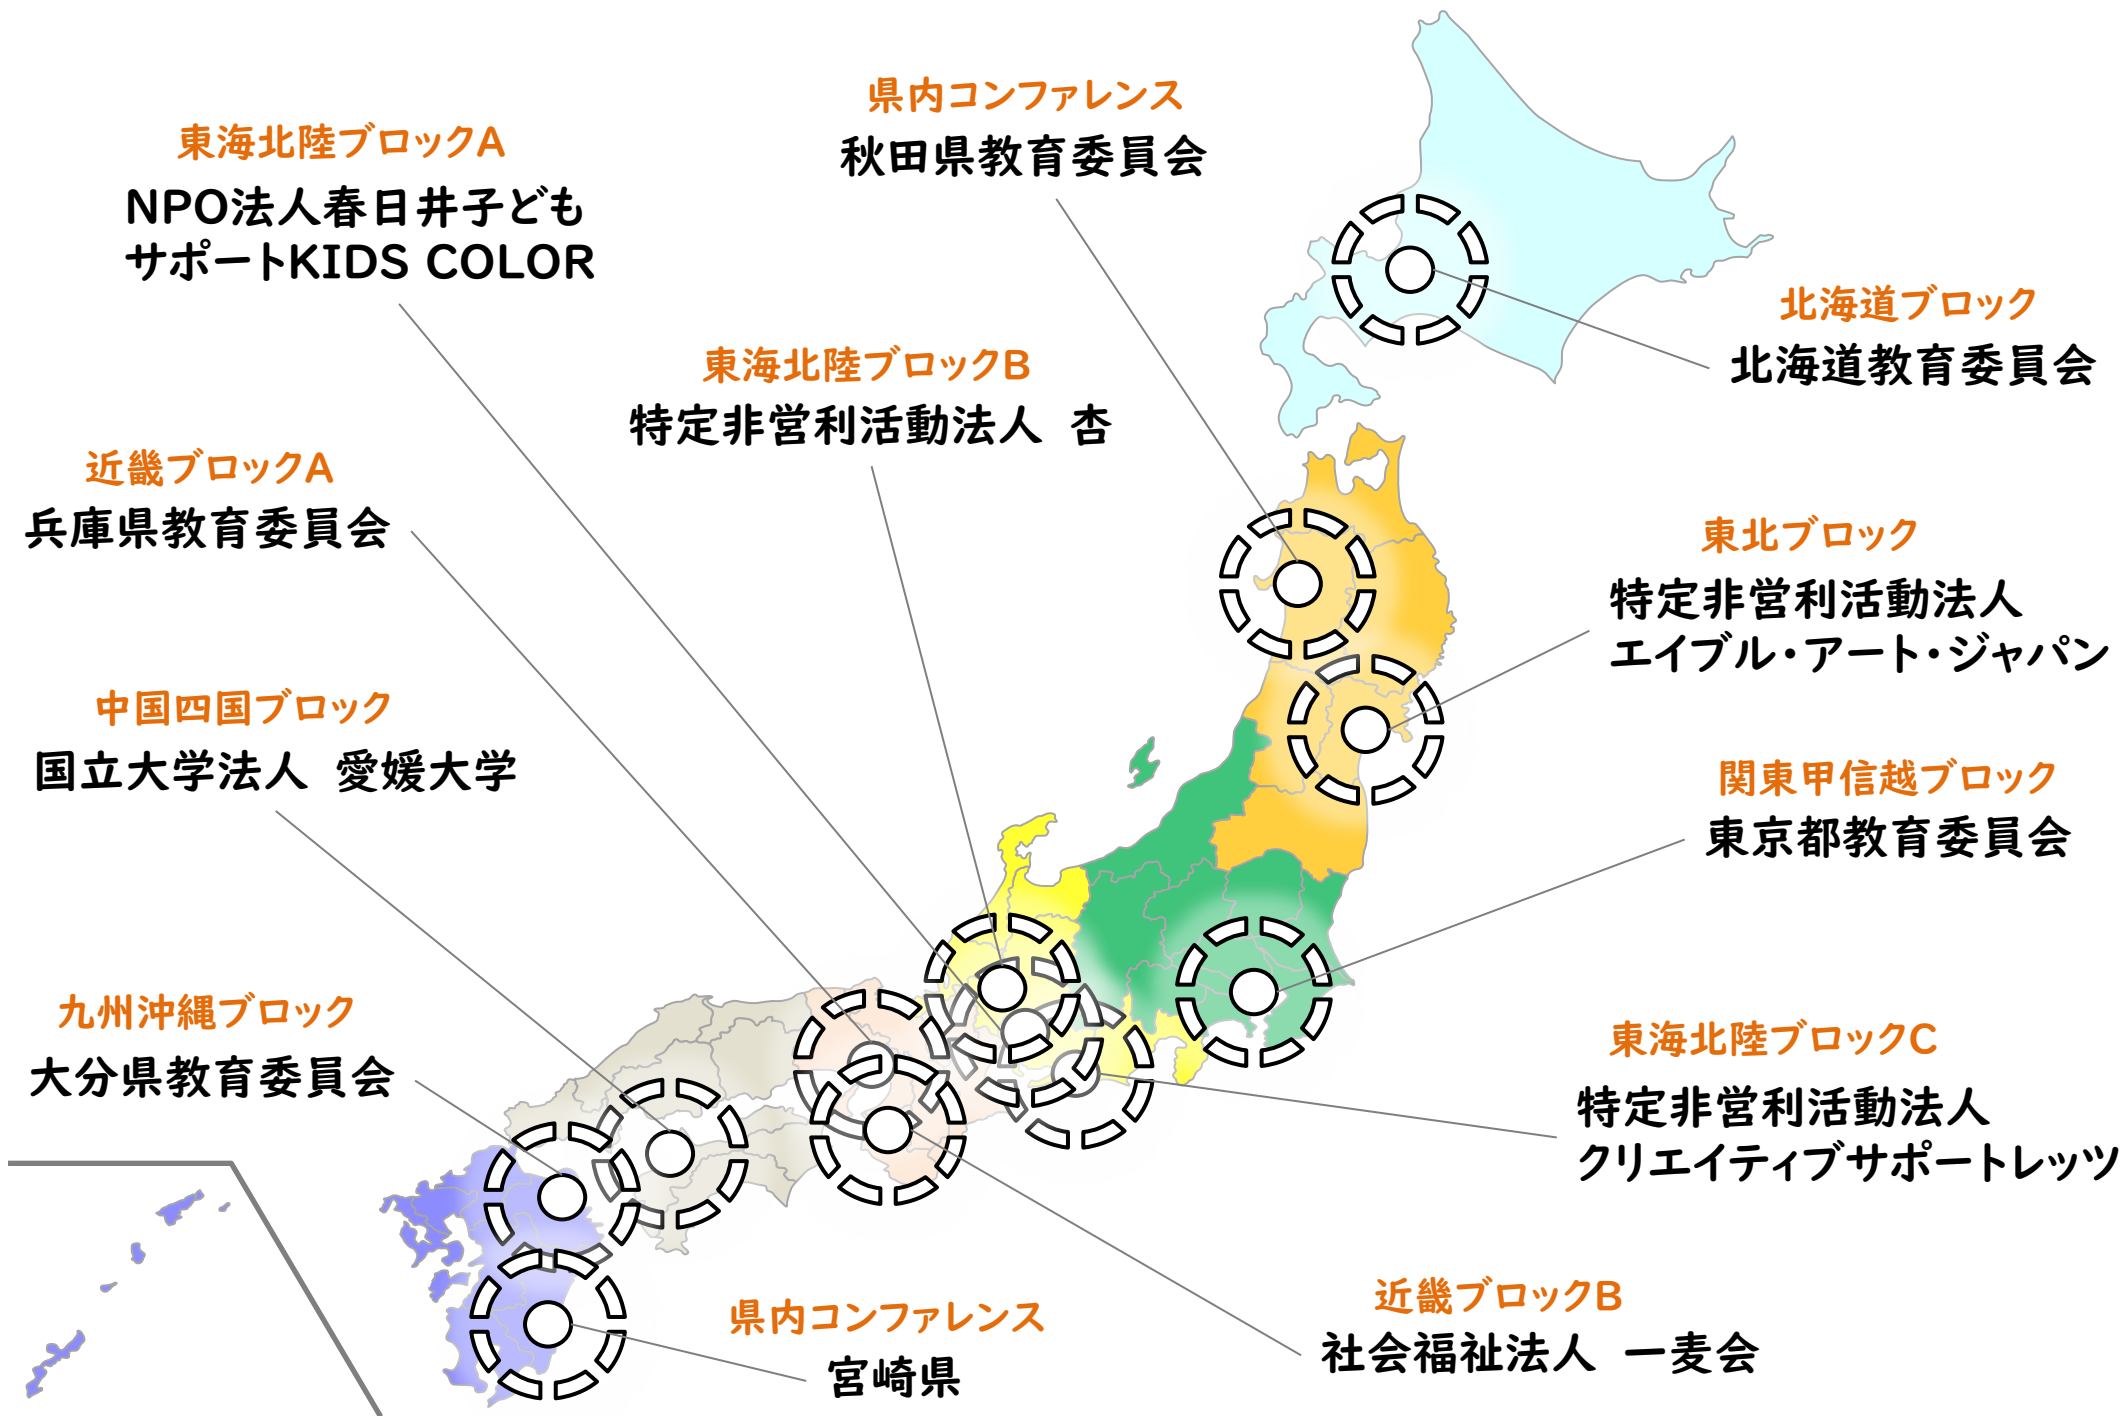 県内コンファレンス
秋田県教育委員会
東海北陸ブロックA
NPO法人春日井子ども
サポートKIDS COLOR
北海道ブロック
北海道教育委員会
東海北陸ブロックB
特定非営利活動法人 杏
近畿ブロックA
兵庫県教育委員会
東北ブロック
特定非営利活動法人
エイブル・アート・ジャパン
中国四国ブロック
国立大学法人 愛媛大学
関東甲信越ブロック
東京都教育委員会
九州沖縄ブロック
大分県教育委員会
東海北陸ブロックC
特定非営利活動法人
クリエイティブサポートレッツ
近畿ブロックB
社会福祉法人 一麦会
県内コンファレンス
宮崎県